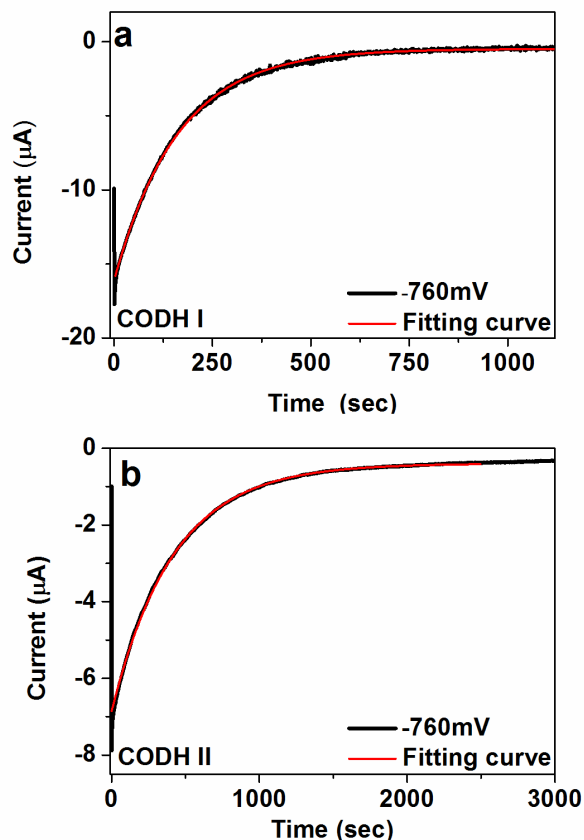 a
0
-10
-20
Current (μA)
CODH I
-760mV
Fitting curve
0 250 500 750 1000
Time (sec)
b
0
-2
-4
-6
-8
Current (μA)
CODH II
-760mV
Fitting curve
0 1000 2000 3000
Time (sec)